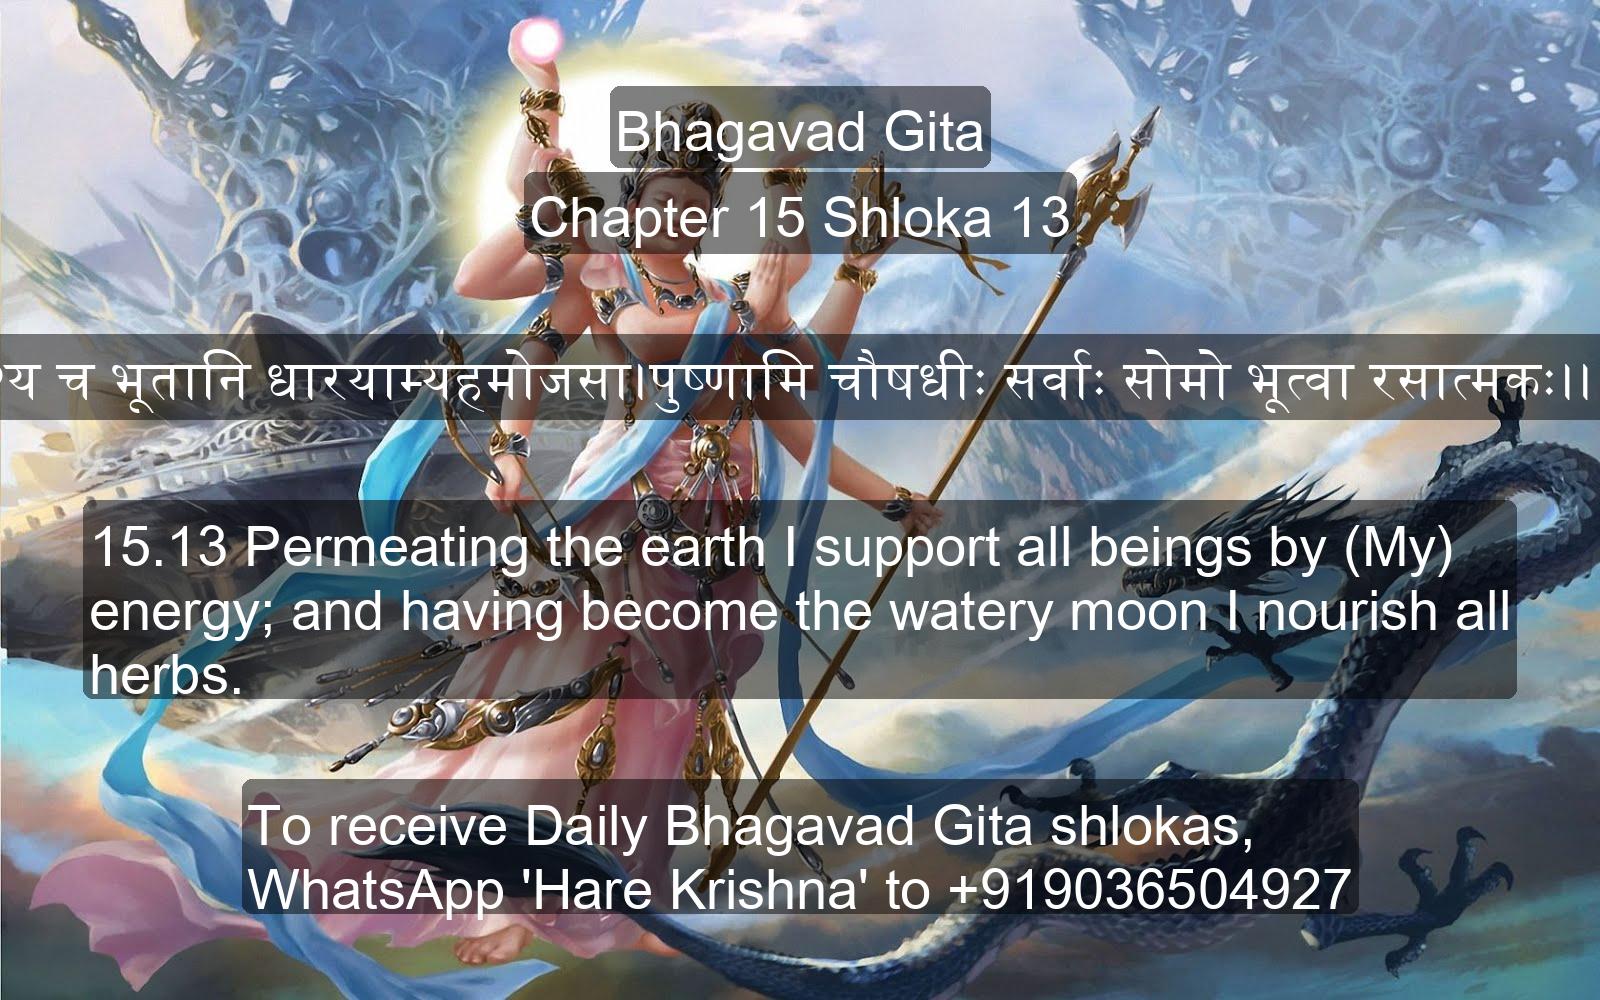 Bhagavad Gita
Chapter 15 Shloka 13
च भूतानि धारयाम्यहमोजसा।पुष्णामि चौषधीः सर्वाः सोमो भूत्वा रसात्मकः।।
15.13 Permeating the earth I support all beings by (My)
energy; and having become the watery moon I nourish all
herbs.
To receive Daily Bhagavad Gita shlokas,
WhatsApp 'Hare Krishna' to +919036504927